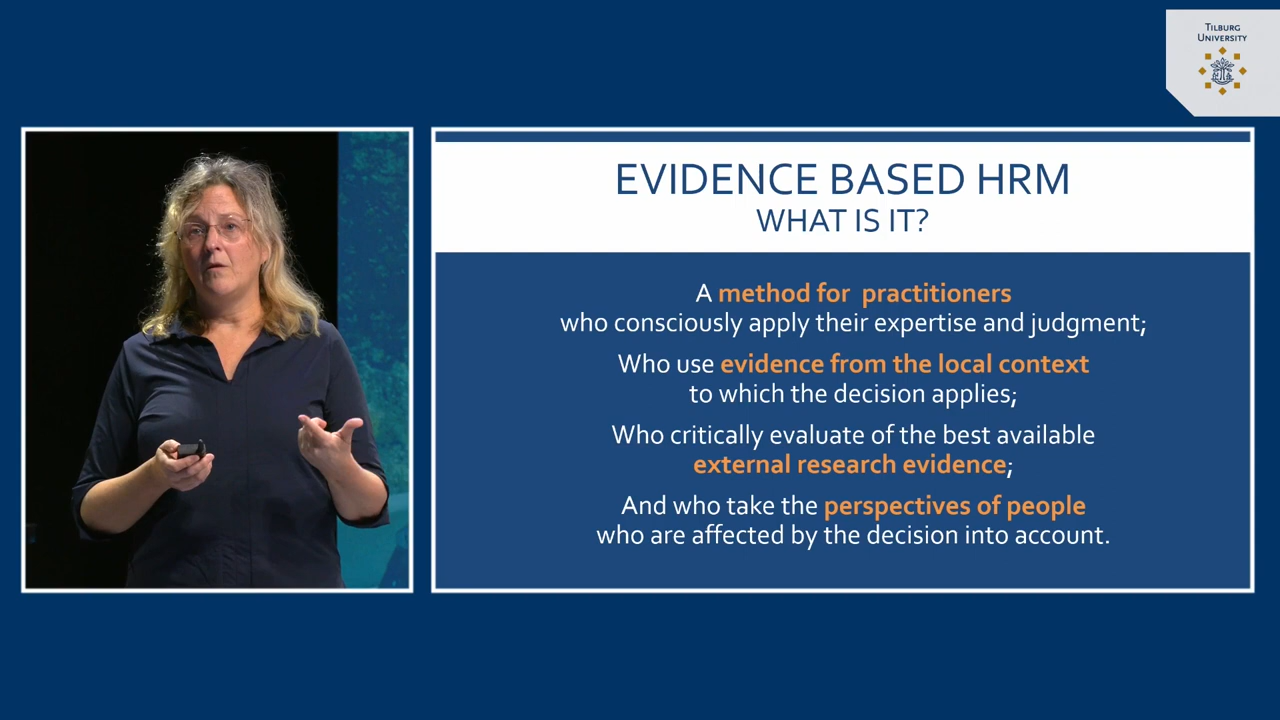 TILBURG
UNIVERSITY
EVIDENCE BASED HRM
WHAT IS IT?
A method for practitioners
who consciously apply their expertise and judgment;
Who use evidence from the local context
to which the decision applies;
Who critically evaluate of the best available
external research evidence;
And who take the perspectives of people
who are affected by the decision into account.